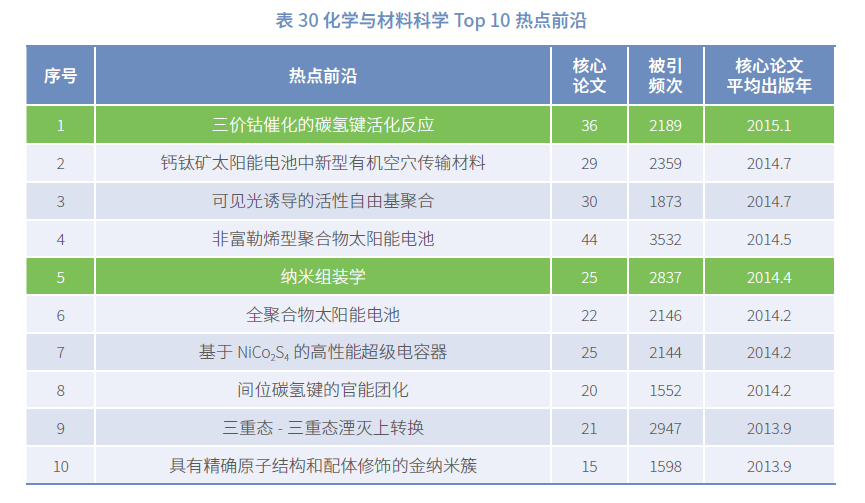 表 30 化学与材料科学 Top 10 热点前沿
序号 热点前沿 核心论文 被引频次 核心论文平均出版年
1 三价钴催化的碳氢键活化反应 36 2189 2015.1
2 钙钛矿太阳能电池中新型有机空穴传输材料 29 2359 2014.7
3 可见光诱导的活性自由基聚合 30 1873 2014.7
4 非富勒烯型聚合物太阳能电池 44 3532 2014.5
5 纳米组装学 25 2837 2014.4
6 全聚合物太阳能电池 22 2146 2014.2
7 基于 NiCo₂S₄ 的高性能超级电容器 25 2144 2014.2
8 间位碳氢键的官能团化 20 1552 2014.2
9 三重态 - 三重态湮灭上转换 21 2947 2013.9
10 具有精确原子结构和配体修饰的金纳米簇 15 1598 2013.9